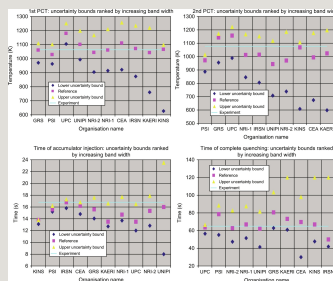 1st PCT: uncertainty bounds ranked
by increasing band width
Temperature (K)
1300
1200
1100
1000
900
800
700
600
Lower uncertainty bound
Reference
Upper uncertainty bound
Experiment
GRS PSI UPC UNIPI NRI-2 NRI-1 CEA IRSN KAERI KINS
Organisation name
2nd PCT: uncertainty bounds ranked
by increasing band width
Temperature (K)
1300
1200
1100
1000
900
800
700
600
500
Lower uncertainty bound
Reference
Upper uncertainty bound
Experiment
PSI GRS UPC NRI-1 IRSN UNIPI NRI-2 KINS CEA KAERI
Organisation name
Time of accumulator injection: uncertainty bounds ranked
by increasing band width
Time (s)
24
22
20
18
16
14
12
10
8
6
Lower uncertainty bound
Reference
Upper uncertainty bound
Experiment
KINS PSI IRSN UPC CEA GRS KAERI NRI-1 NRI-2 UNIPI
Organisation name
Time of complete quenching: uncertainty bounds ranked
by increasing band width
Time (s)
140
120
100
80
60
40
20
Lower uncertainty bound
Reference
Upper uncertainty bound
Experiment
UPC PSI NRI-2 NRI-1 UNIPI GRS KAERI CEA KINS IRSN
Organisation name